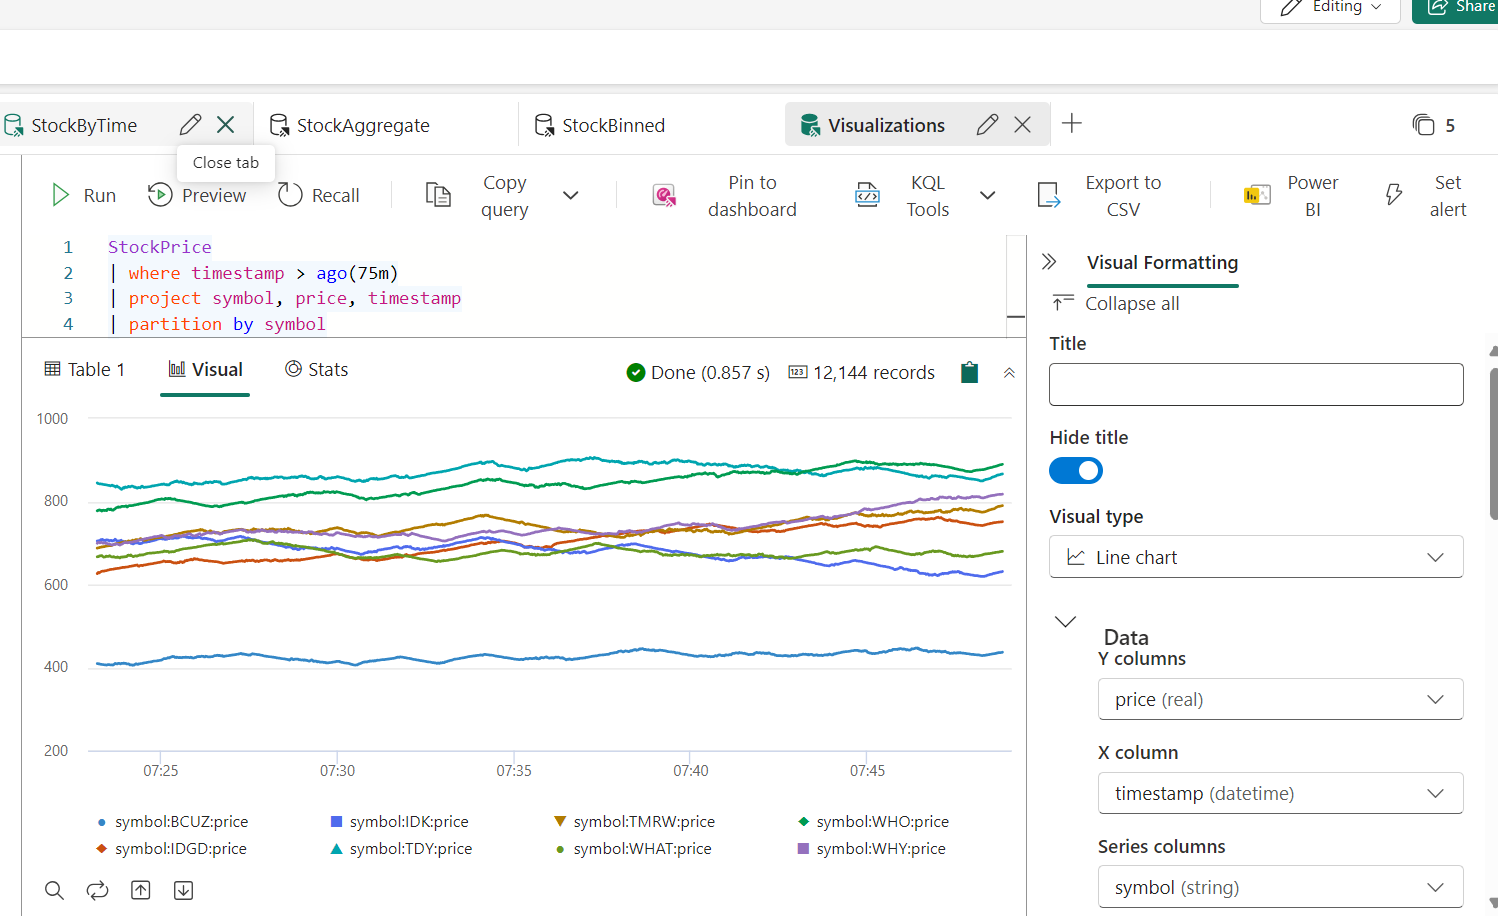 Editing
Share
StockByTime
StockAggregate
StockBinned
Visualizations
5
Close tab
Run
Preview
Recall
Copy query
Pin to dashboard
KQL Tools
Export to CSV
Power BI
Set alert
1 StockPrice
2 | where timestamp > ago(75m)
3 | project symbol, price, timestamp
4 | partition by symbol
Table 1
Visual
Stats
Done (0.857 s)
123
12,144 records
1000
800
600
400
200
07:25
07:30
07:35
07:40
07:45
symbol:BCUZ:price
symbol:IDK:price
symbol:TMRW:price
symbol:WHO:price
symbol:IDGD:price
symbol:TDY:price
symbol:WHAT:price
symbol:WHY:price
Visual Formatting
Collapse all
Title
Hide title
Visual type
Line chart
Data
Y columns
price (real)
X column
timestamp (datetime)
Series columns
symbol (string)